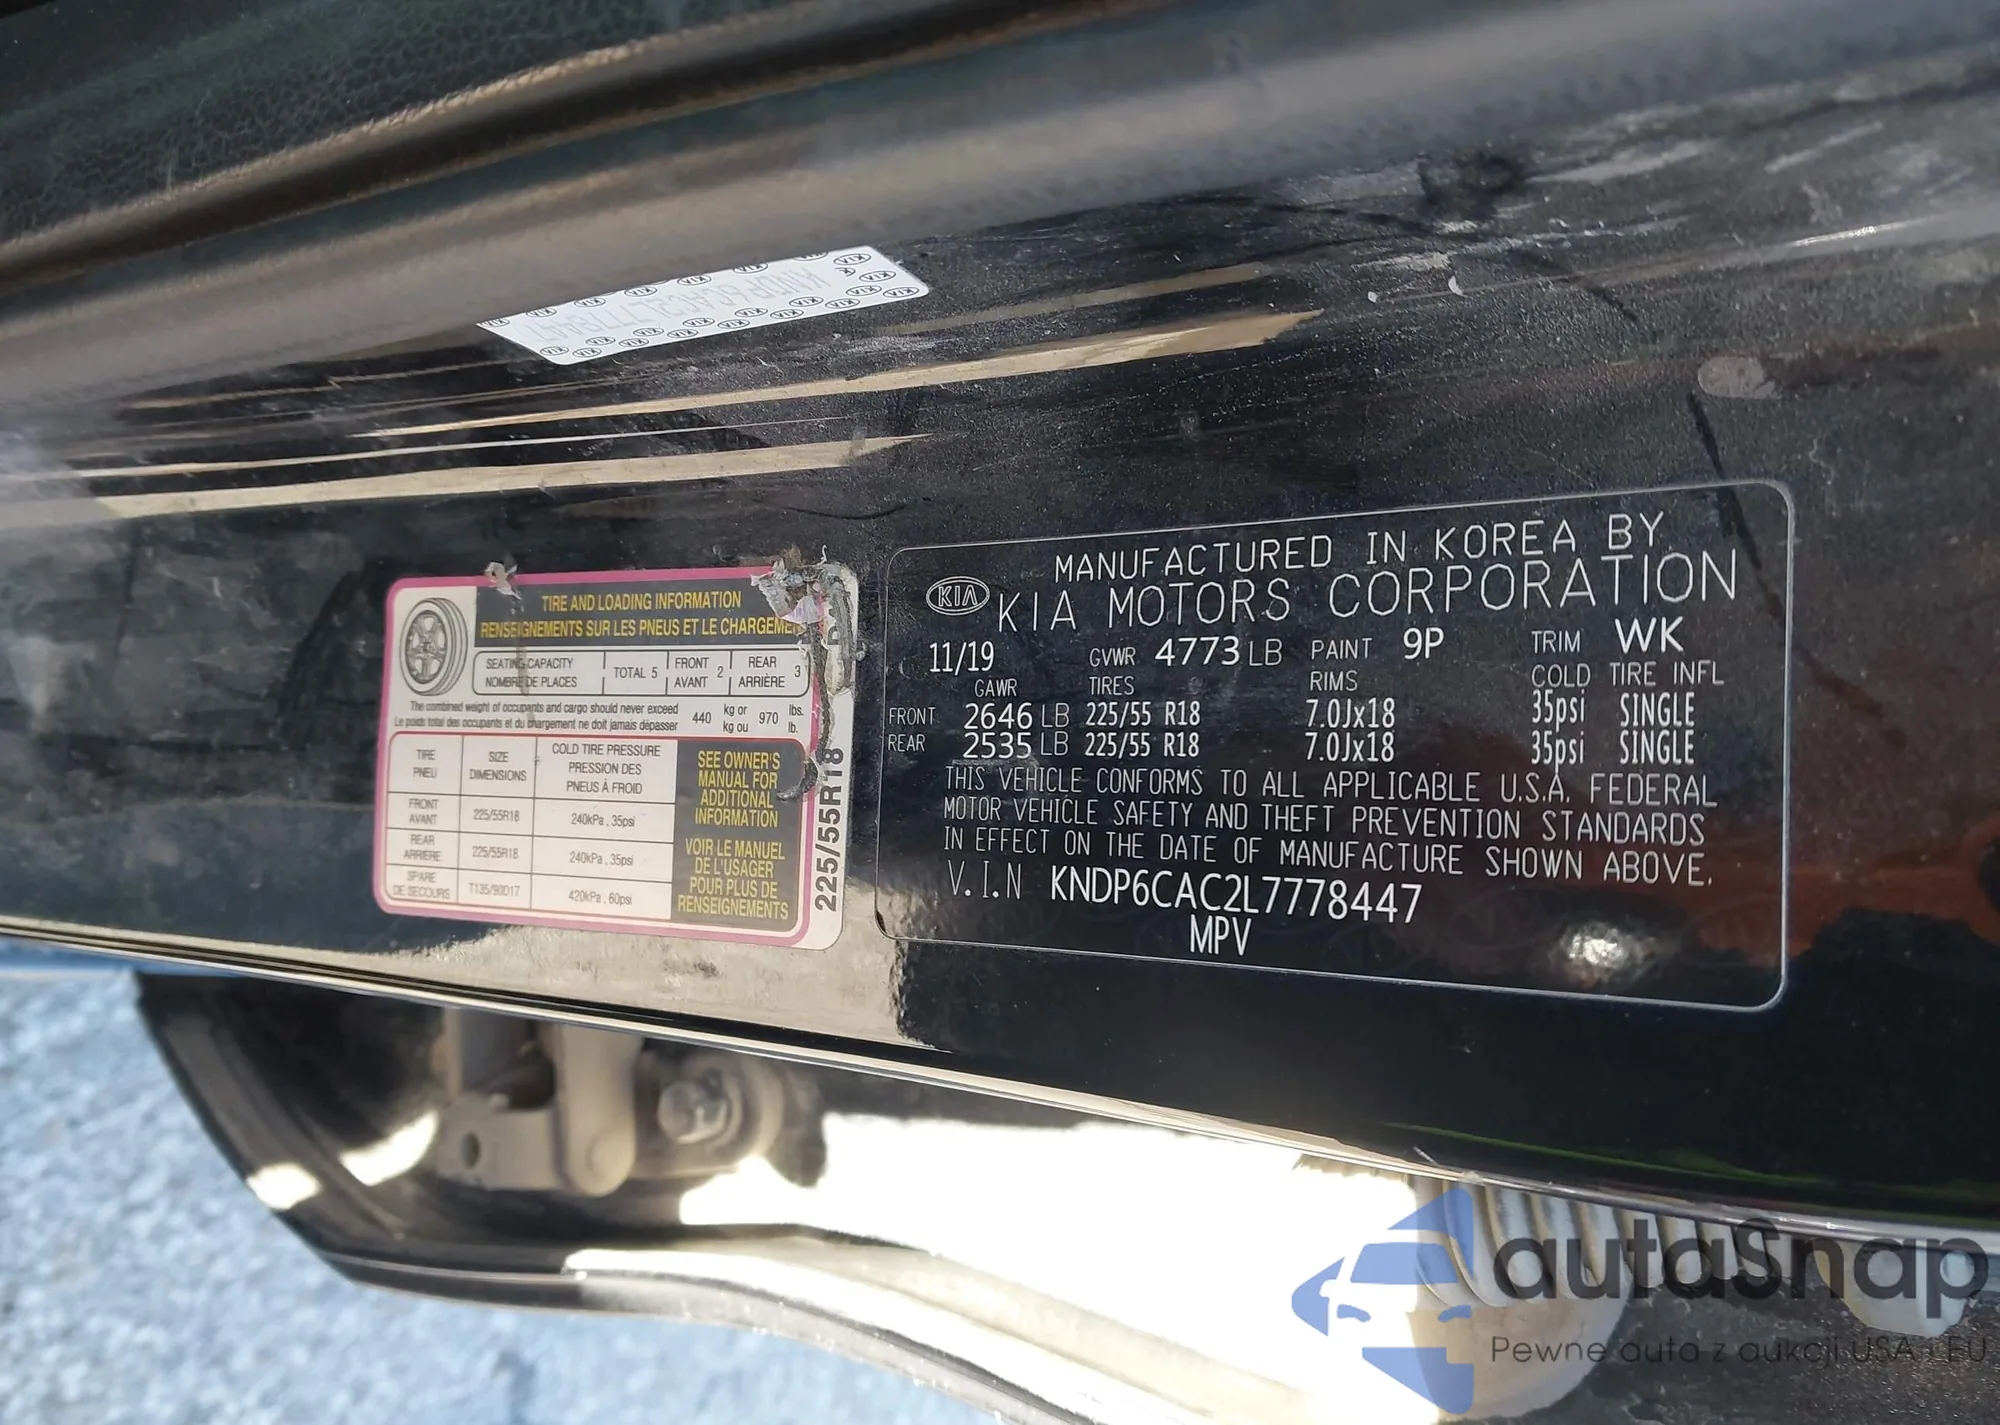 KNDP6CAC2L7778447
TIRE AND LOADING INFORMATION
RENSEIGNEMENTS SUR LES PNEUS ET LE CHARGEMEN
SEATING CAPACITY
NOMBRE DE PLACES
TOTAL 5
FRONT
AVANT
2
REAR
ARRIÈRE
3
The combined weight of occupants and cargo should never exceed
Le poids total des occupants et du chargement ne doit jamais dépasser
440
kg or
kg ou
970
lbs.
lb.
TIRE
PNEU
SIZE
DIMENSIONS
COLD TIRE PRESSURE
PRESSION DES
PNEUS À FROID
FRONT
AVANT
225/55R18
240kPa, 35psi
REAR
ARRIERE
225/55R18
240kPa, 35psi
SPARE
DE SECOURS
T135/90D17
420kPa, 60psi
SEE OWNER'S
MANUAL FOR
ADDITIONAL
INFORMATION
VOIR LE MANUEL
DE L'USAGER
POUR PLUS DE
RENSEIGNEMENTS
225/55R18
MANUFACTURED IN KOREA BY
KIA KIA MOTORS CORPORATION
11/19 GVWR 4773 LB PAINT 9P TRIM WK
GAWR TIRES RIMS COLD TIRE INFL
FRONT 2646 LB 225/55 R18 7.0Jx18 35psi SINGLE
REAR 2535 LB 225/55 R18 7.0Jx18 35psi SINGLE
THIS VEHICLE CONFORMS TO ALL APPLICABLE U.S.A. FEDERAL
MOTOR VEHICLE SAFETY AND THEFT PREVENTION STANDARDS
IN EFFECT ON THE DATE OF MANUFACTURE SHOWN ABOVE.
V.I.N KNDP6CAC2L7778447
MPV
autaSnap
Pewne auta z aukcji USA i EU